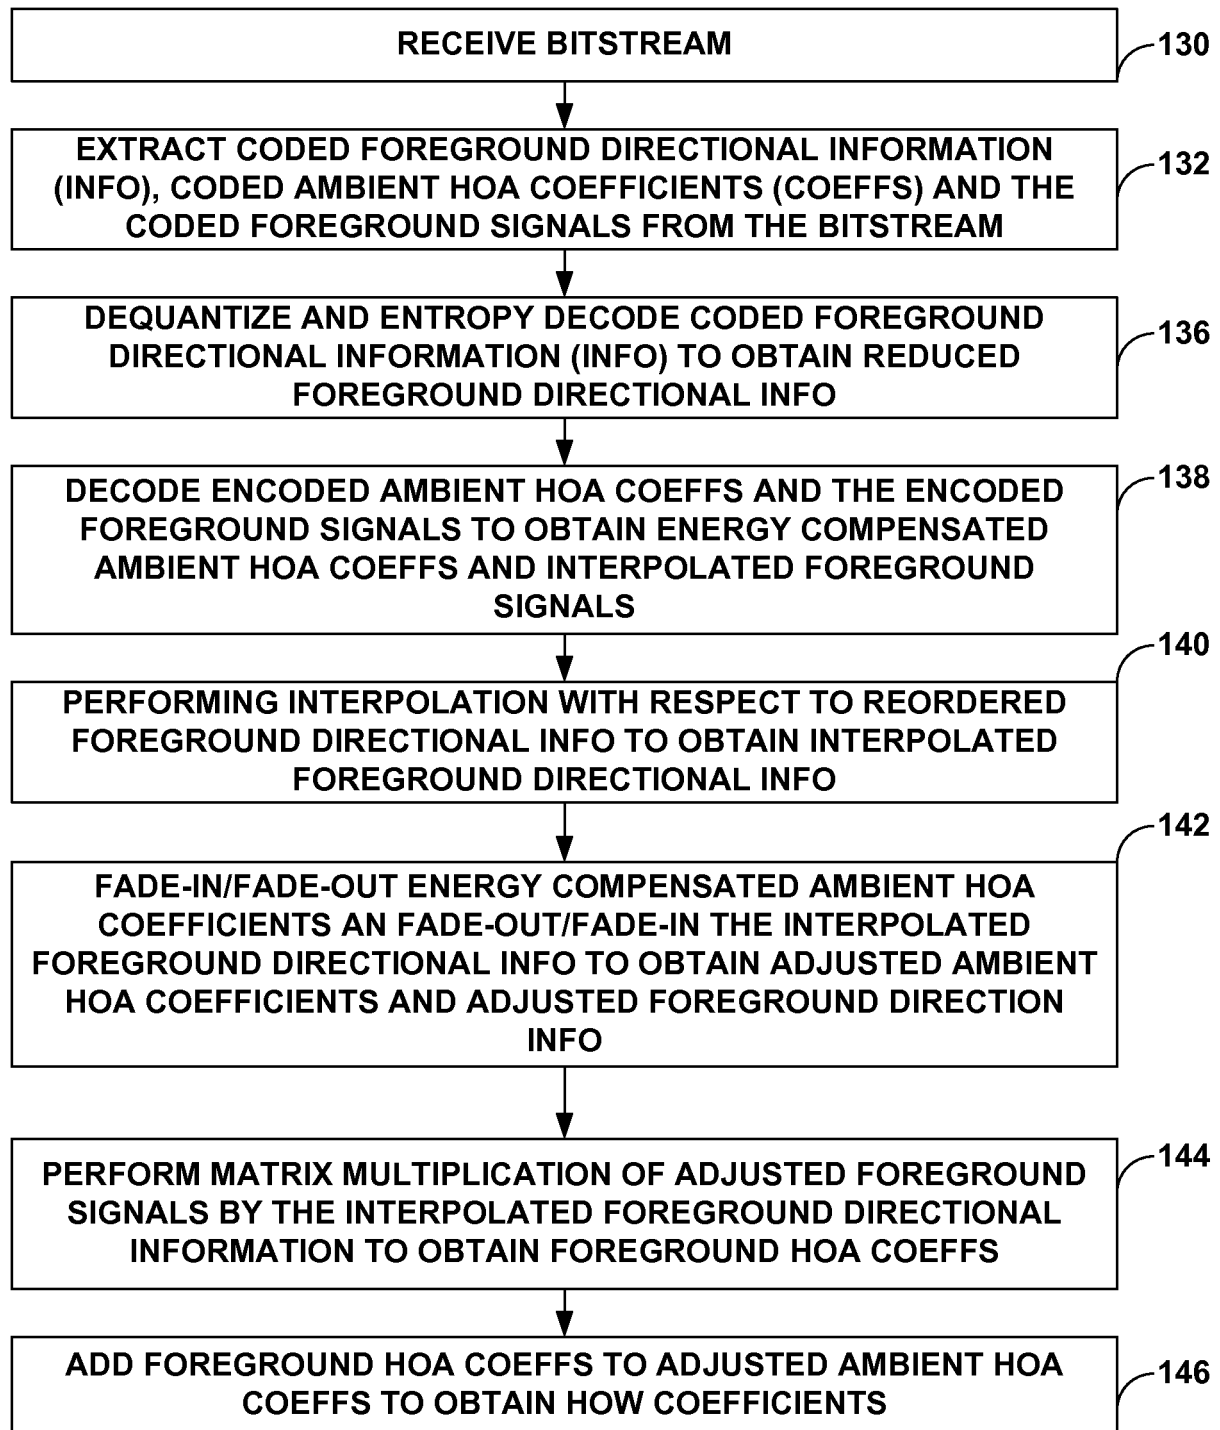 RECEIVE BITSTREAM
130
EXTRACT CODED FOREGROUND DIRECTIONAL INFORMATION
(INFO), CODED AMBIENT HOA COEFFICIENTS (COEFFS) AND THE
CODED FOREGROUND SIGNALS FROM THE BITSTREAM
132
DEQUANTIZE AND ENTROPY DECODE CODED FOREGROUND
DIRECTIONAL INFORMATION (INFO) TO OBTAIN REDUCED
FOREGROUND DIRECTIONAL INFO
136
DECODE ENCODED AMBIENT HOA COEFFS AND THE ENCODED
FOREGROUND SIGNALS TO OBTAIN ENERGY COMPENSATED
AMBIENT HOA COEFFS AND INTERPOLATED FOREGROUND
SIGNALS
138
PERFORMING INTERPOLATION WITH RESPECT TO REORDERED
FOREGROUND DIRECTIONAL INFO TO OBTAIN INTERPOLATED
FOREGROUND DIRECTIONAL INFO
140
FADE-IN/FADE-OUT ENERGY COMPENSATED AMBIENT HOA
COEFFICIENTS AN FADE-OUT/FADE-IN THE INTERPOLATED
FOREGROUND DIRECTIONAL INFO TO OBTAIN ADJUSTED AMBIENT
HOA COEFFICIENTS AND ADJUSTED FOREGROUND DIRECTION
INFO
142
PERFORM MATRIX MULTIPLICATION OF ADJUSTED FOREGROUND
SIGNALS BY THE INTERPOLATED FOREGROUND DIRECTIONAL
INFORMATION TO OBTAIN FOREGROUND HOA COEFFS
144
ADD FOREGROUND HOA COEFFS TO ADJUSTED AMBIENT HOA
COEFFS TO OBTAIN HOW COEFFICIENTS
146